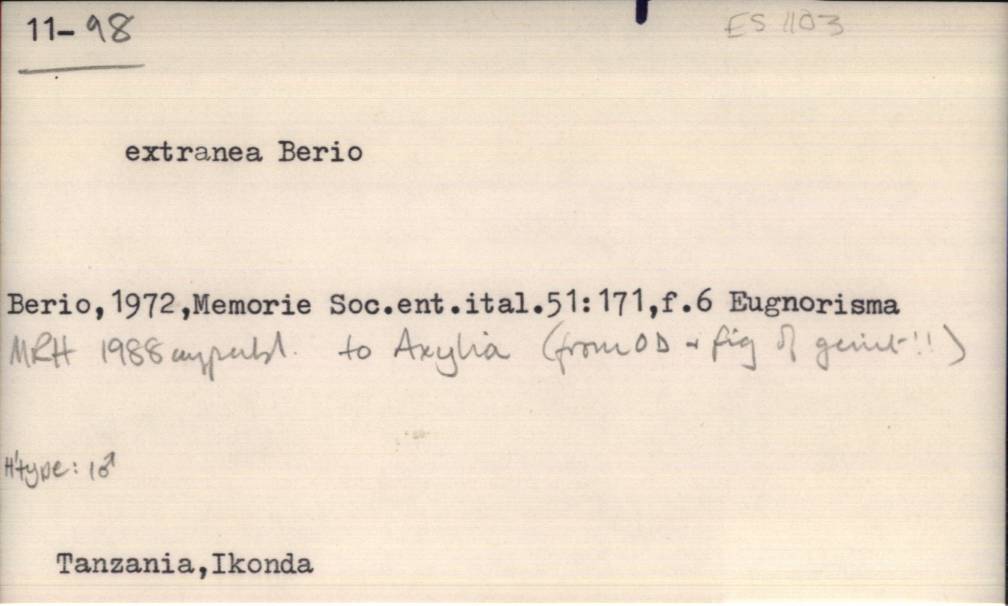 11-98
ES 1103
extranea Berio
Berio,1972,Memorie Soc.ent.ital.51:171,f.6 Eugnorisma
MRH 1988 unpubl. to Axylia (from OD + fig of genit!!)
H'type: 1♂
Tanzania,Ikonda